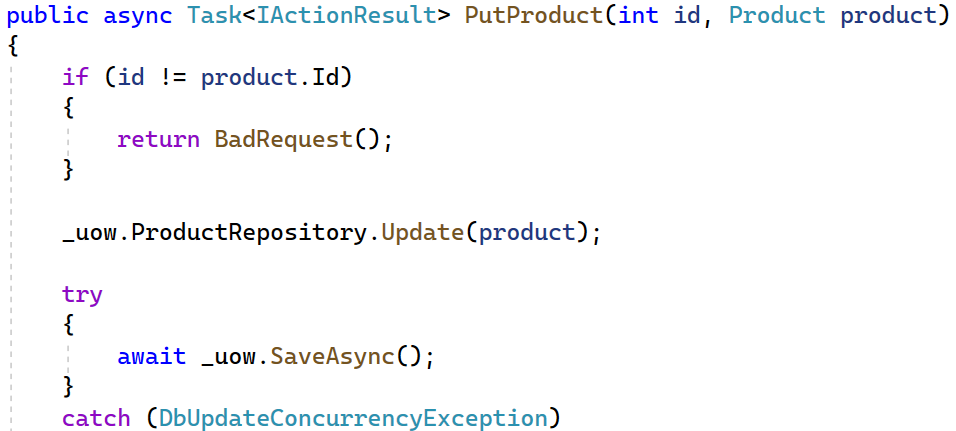 public async Task<IActionResult> PutProduct(int id, Product product)
{
    if (id != product.Id)
    {
        return BadRequest();
    }

    _uow.ProductRepository.Update(product);

    try
    {
        await _uow.SaveAsync();
    }
    catch (DbUpdateConcurrencyException)